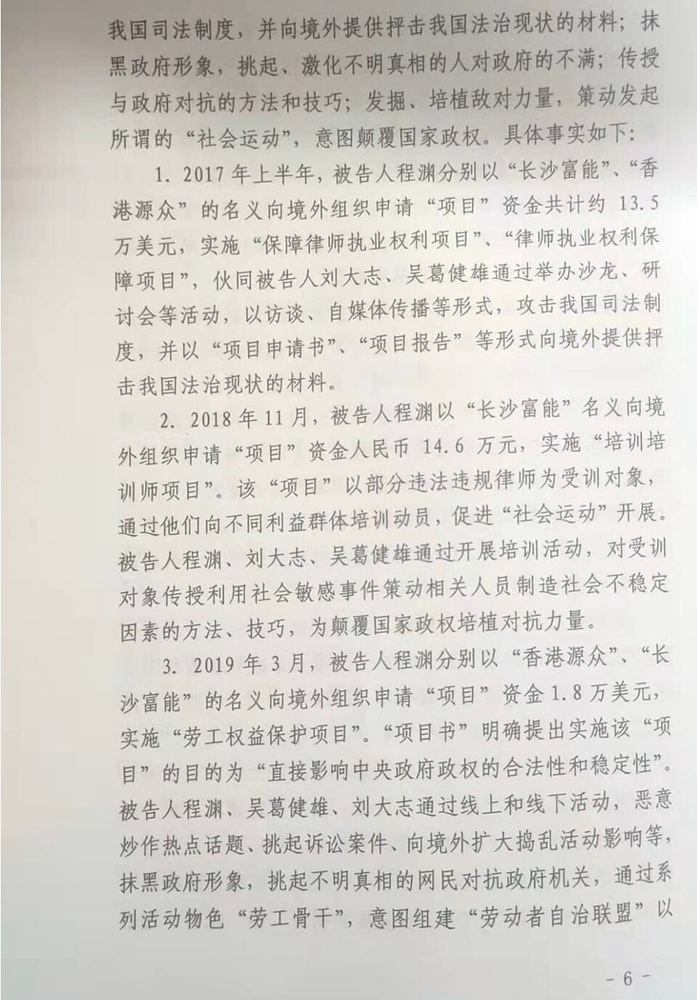 我国司法制度，并向境外提供抨击我国法治现状的材料；抹
黑政府形象，挑起、激化不明真相的人对政府的不满；传授
与政府对抗的方法和技巧；发掘、培植敌对力量，策动发起
所谓的“社会运动”，意图颠覆国家政权。具体事实如下：
1. 2017年上半年，被告人程渊分别以“长沙富能”、“香
港源众”的名义向境外组织申请“项目”资金共计约 13.5
万美元，实施“保障律师执业权利项目”、“律师执业权利保
障项目”，伙同被告人刘大志、吴葛健雄通过举办沙龙、研
讨会等活动，以访谈、自媒体传播等形式，攻击我国司法制
度，并以“项目申请书”、“项目报告”等形式向境外提供抨
击我国法治现状的材料。
2. 2018年11月，被告人程渊以“长沙富能”名义向境
外组织申请“项目”资金人民币 14.6 万元，实施“培训培
训师项目”。该“项目”以部分违法违规律师为受训对象，
通过他们向不同利益群体培训动员，促进“社会运动”开展。
被告人程渊、刘大志、吴葛健雄通过开展培训活动，对受训
对象传授利用社会敏感事件策动相关人员制造社会不稳定
因素的方法、技巧，为颠覆国家政权培植对抗力量。
3. 2019 年 3 月，被告人程渊分别以“香港源众”、“长
沙富能”的名义向境外组织申请“项目”资金 1.8 万美元，
实施“劳工权益保护项目”。“项目书”明确提出实施该“项
目”的目的为“直接影响中央政府政权的合法性和稳定性”。
被告人程渊、吴葛健雄、刘大志通过线上和线下活动，恶意
炒作热点话题、挑起诉讼案件、向境外扩大捣乱活动影响等，
抹黑政府形象，挑起不明真相的网民对抗政府机关，通过系
列活动物色“劳工骨干”，意图组建“劳动者自治联盟”以
- 6 -